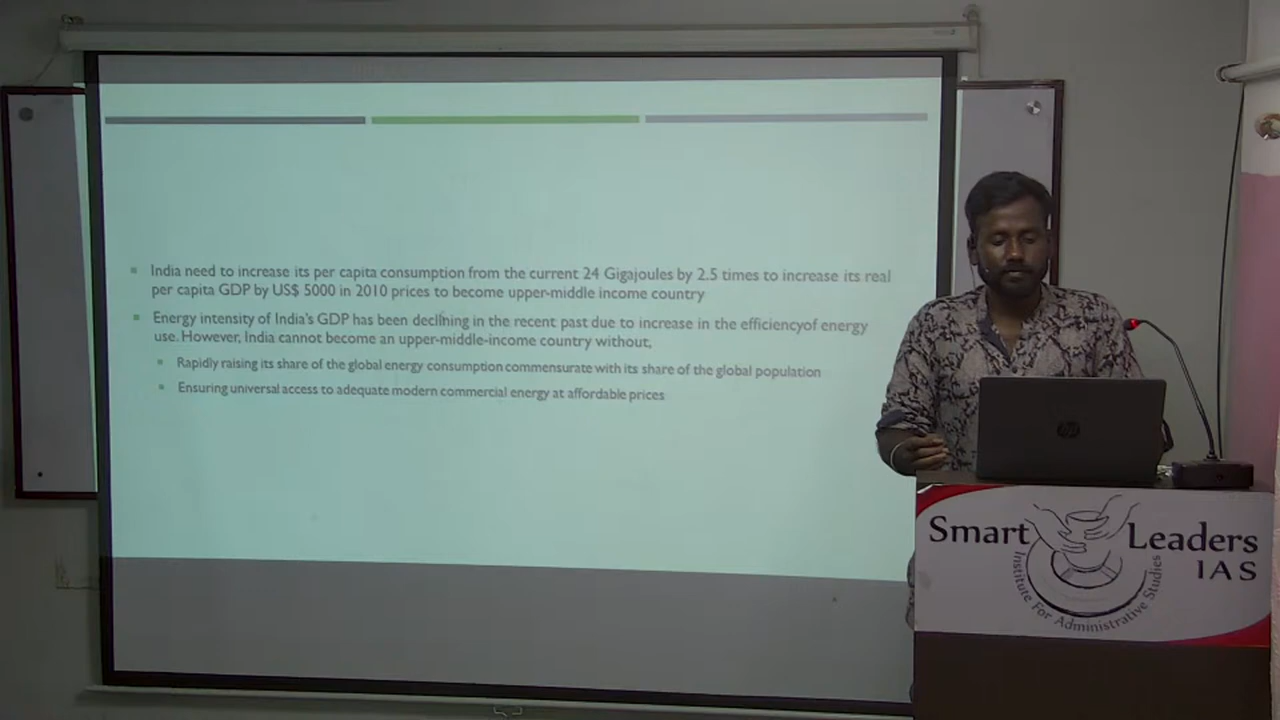 India need to increase its per capita consumption from the current 24 Gigajoules by 2.5 times to increase its real
per capita GDP by US$ 5000 in 2010 prices to become upper-middle income country
Energy intensity of India's GDP has been declining in the recent past due to increase in the efficiencyof energy
use. However, India cannot become an upper-middle-income country without,
Rapidly raising its share of the global energy consumption commensurate with its share of the global population
Ensuring universal access to adequate modern commercial energy at affordable prices
Smart Leaders
IAS
Institute For Administrative Studies
hp